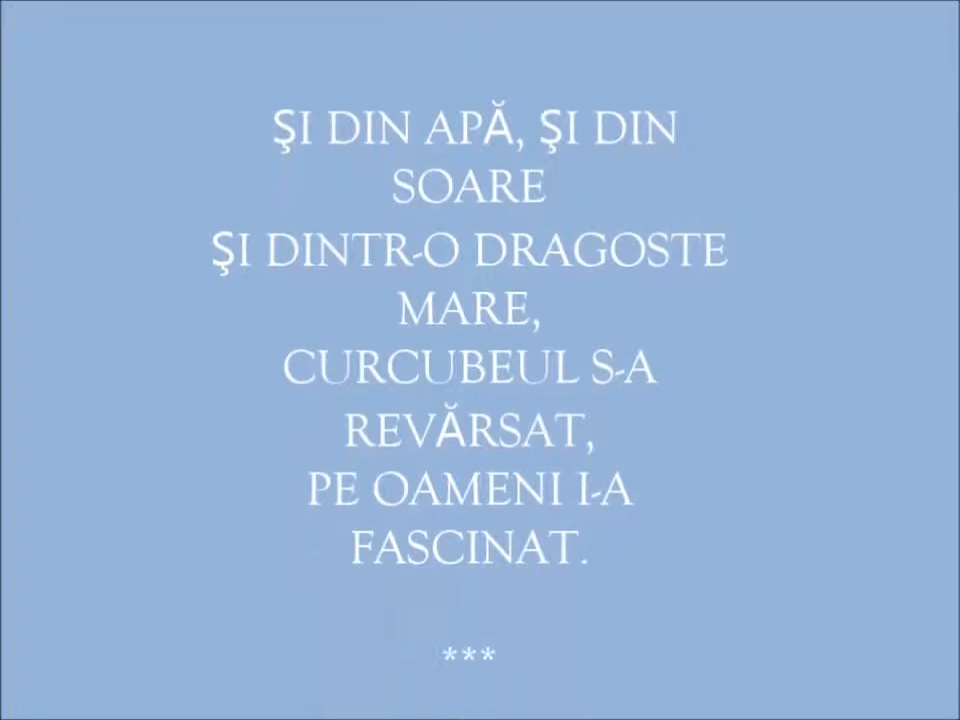 ŞI DIN APĂ, ŞI DIN
SOARE
ŞI DINTR-O DRAGOSTE
MARE,
CURCUBEUL S-A
REVĂRSAT,
PE OAMENI I-A
FASCINAT.
***